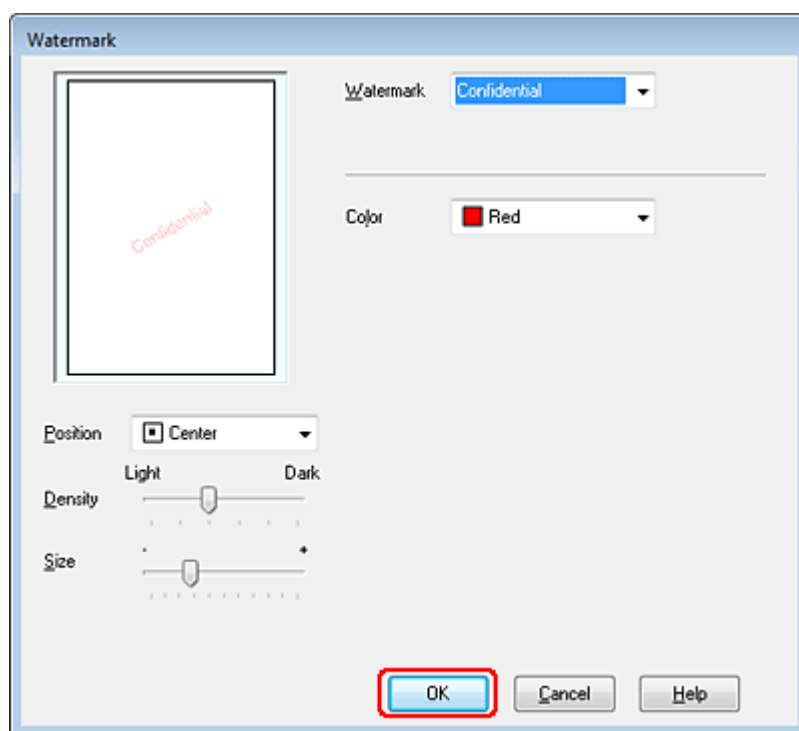 Watermark
Watermark Confidential
Confidential
Color Red
Position Center
Light Dark
Density
- +
Size
OK Cancel Help